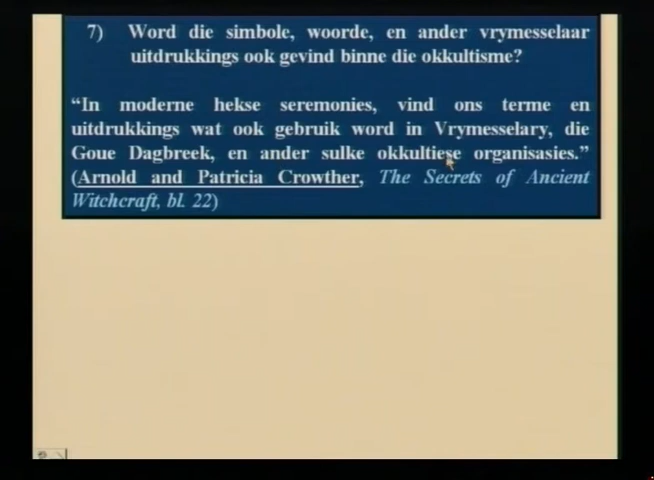 7) Word die simbole, woorde, en ander vrymesselaar
uitdrukkings ook gevind binne die okkultisme?
“In moderne hekse seremonies, vind ons terme en
uitdrukkings wat ook gebruik word in Vrymesselary, die
Goue Dagbreek, en ander sulke okkultiese organisasies.”
(Arnold and Patricia Crowther, The Secrets of Ancient
Witchcraft, bl. 22)